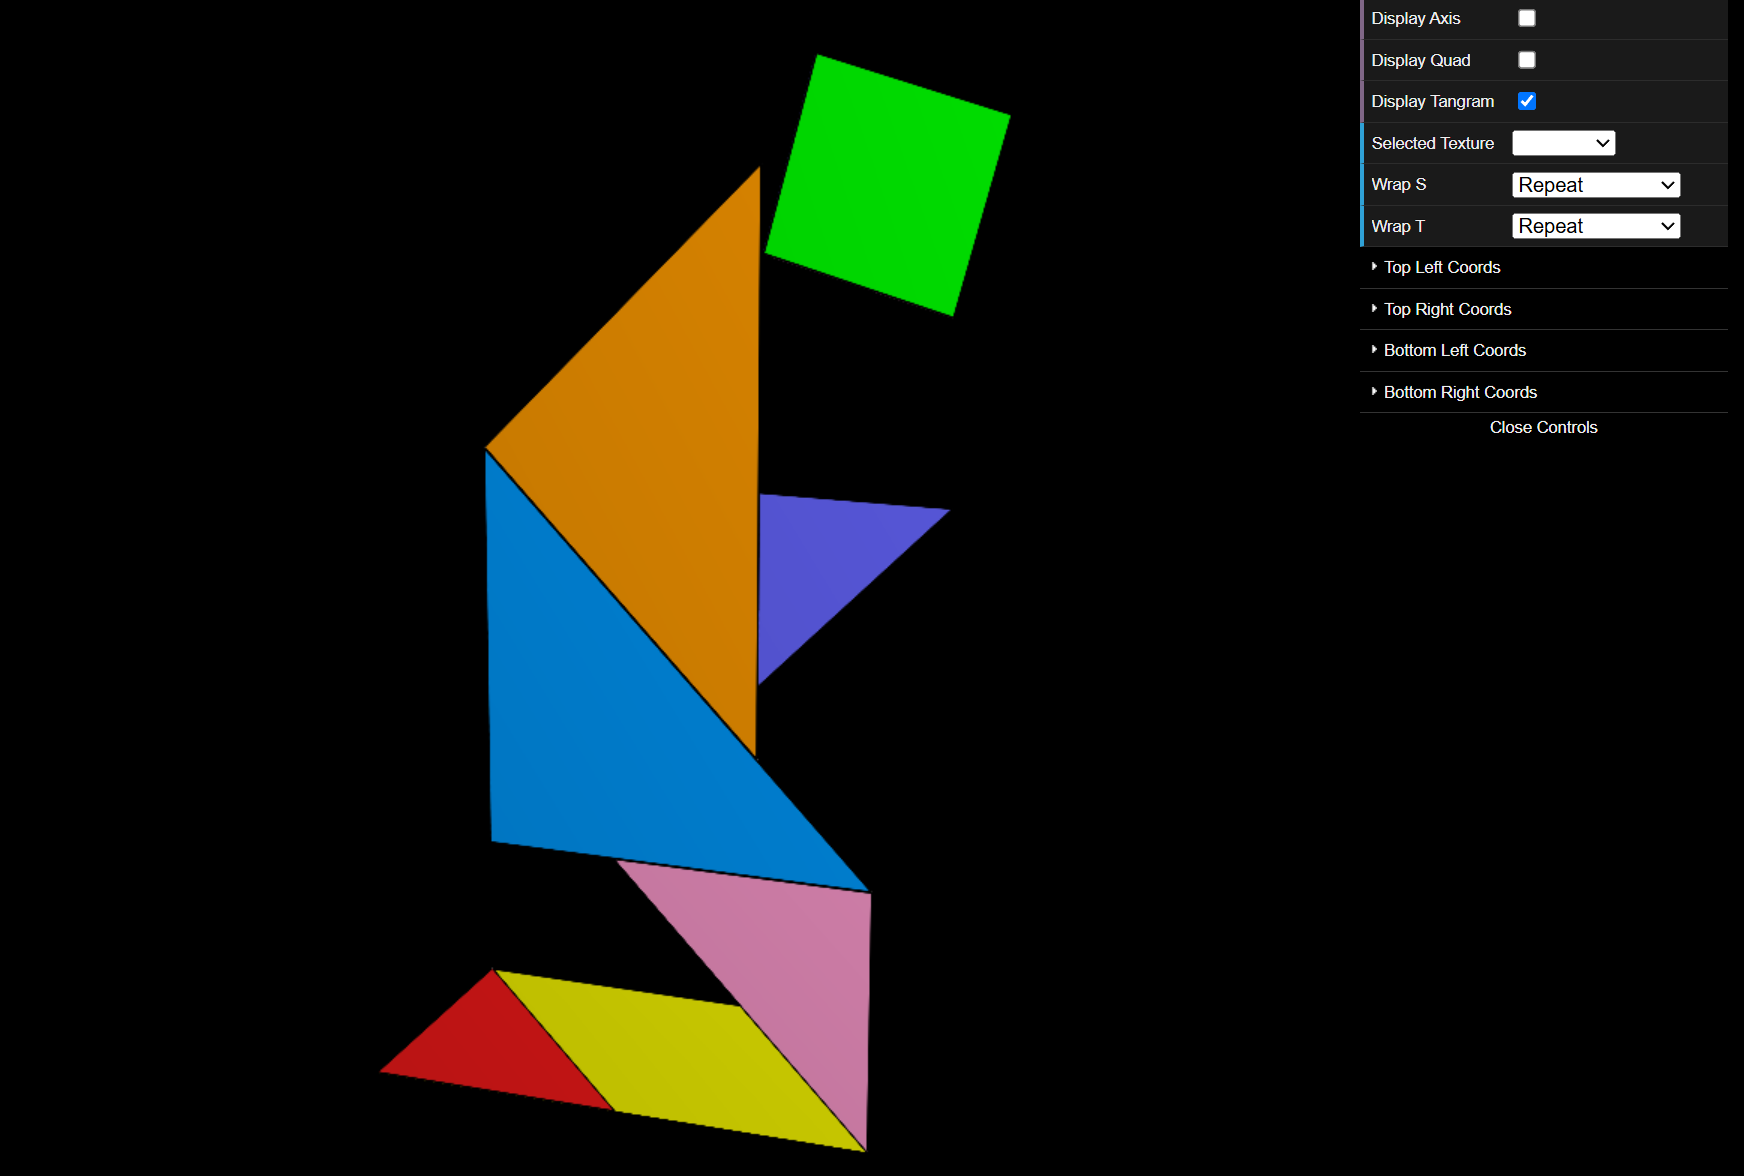 Display Axis
Display Quad
Display Tangram
Selected Texture
Wrap S Repeat
Wrap T Repeat
Top Left Coords
Top Right Coords
Bottom Left Coords
Bottom Right Coords
Close Controls